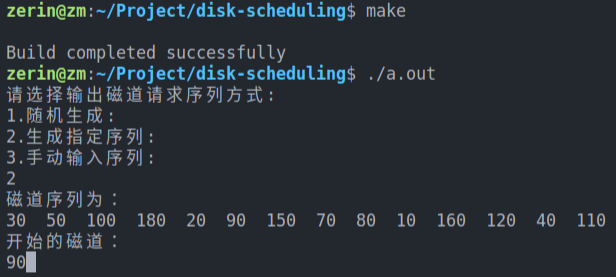 zerin@zm:~/Project/disk-scheduling$ make
Build completed successfully
zerin@zm:~/Project/disk-scheduling$ ./a.out
请选择输出磁道请求序列方式:
1.随机生成:
2.生成指定序列:
3.手动输入序列:
2
磁道序列为：
30 50 100 180 20 90 150 70 80 10 160 120 40 110
开始的磁道：
90